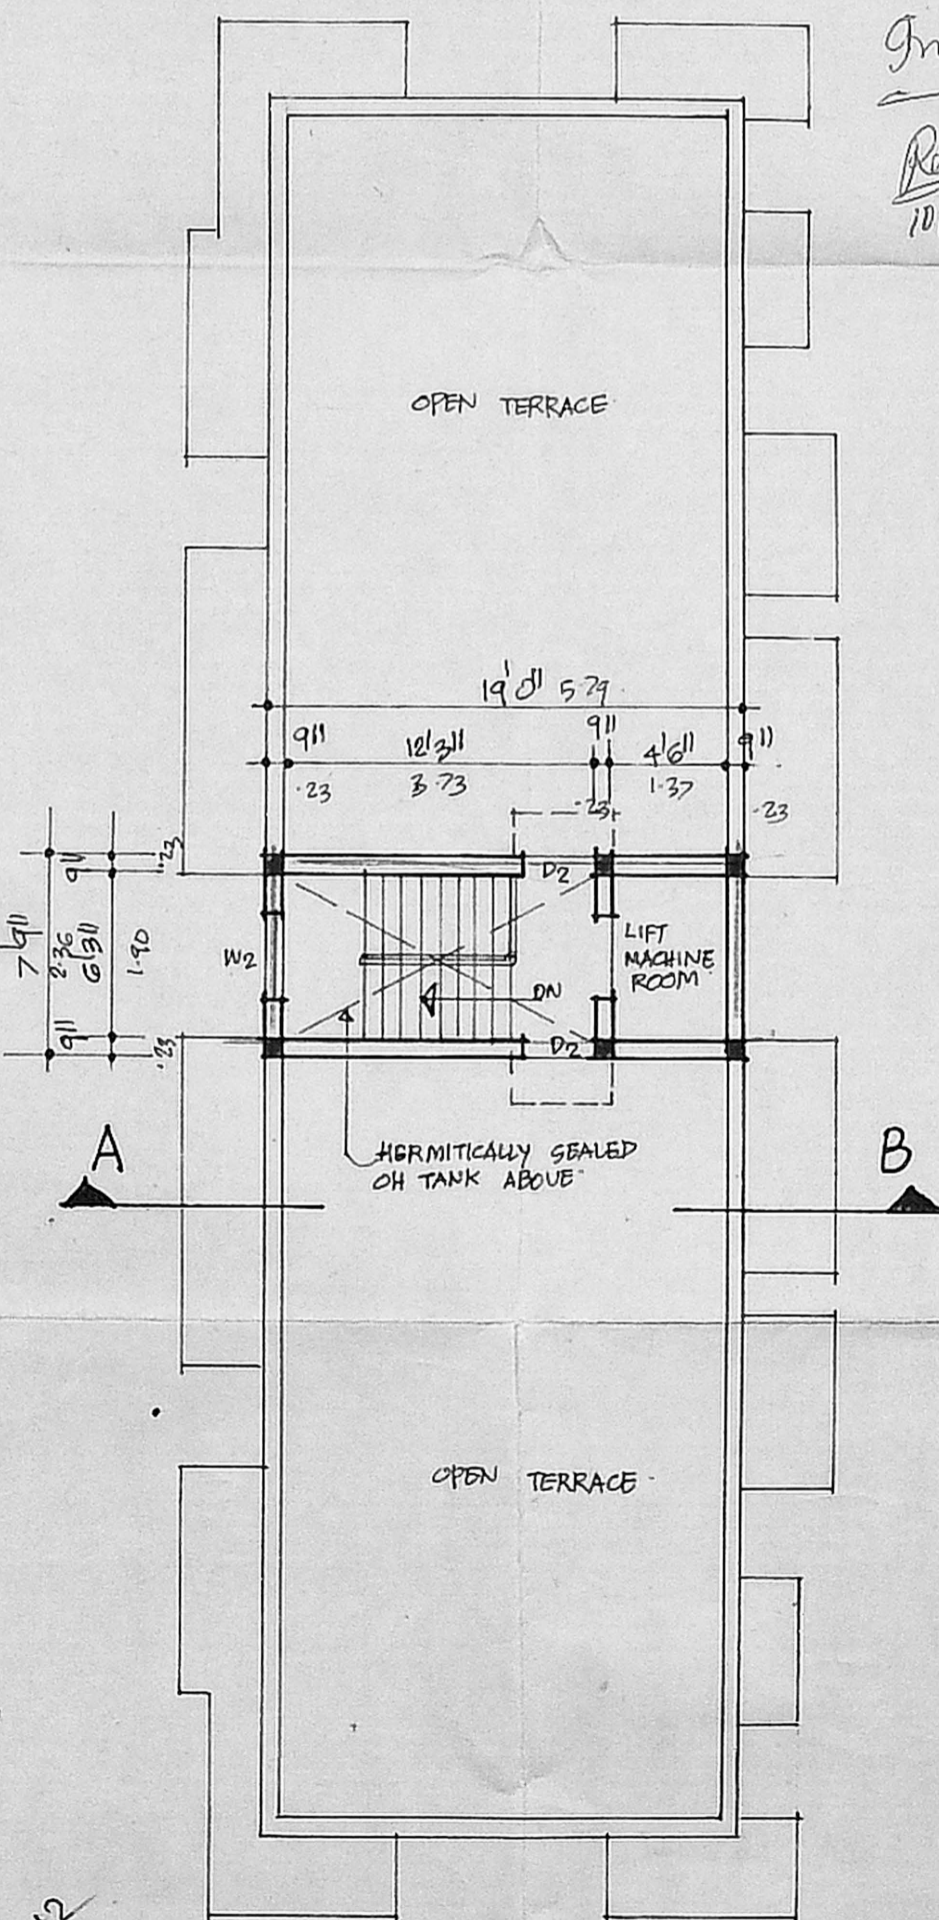 10
OPEN TERRACE
19'0" 5.79
9" 12'3" 9" 4'6" 9"
.23 3.73 .23 1.37 .23
9" .23
7'9" 2.36 6'3" 1.90
9" .23
D2
W2
LIFT
MACHINE
ROOM
DN
D2
HERMITICALLY SEALED
OH TANK ABOVE
A B
OPEN TERRACE